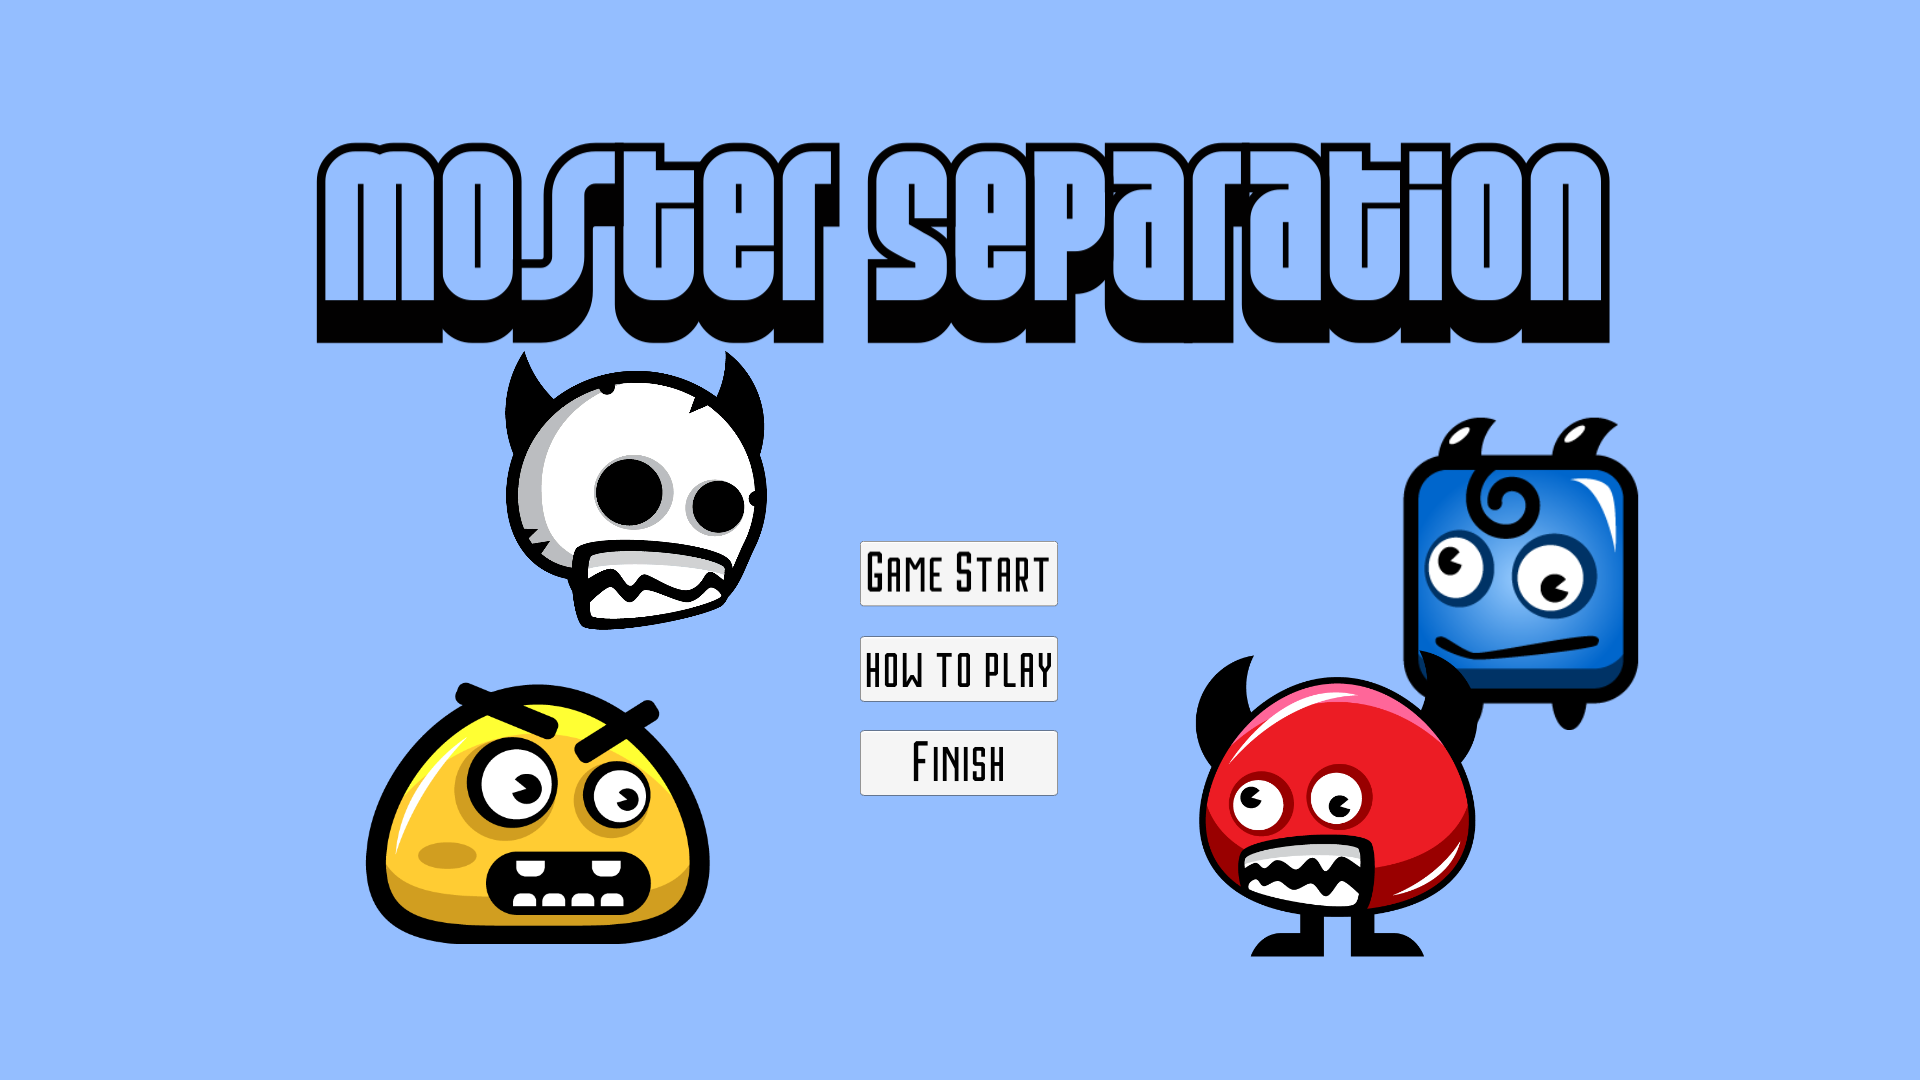 moster separation
Game Start
how to play
Finish